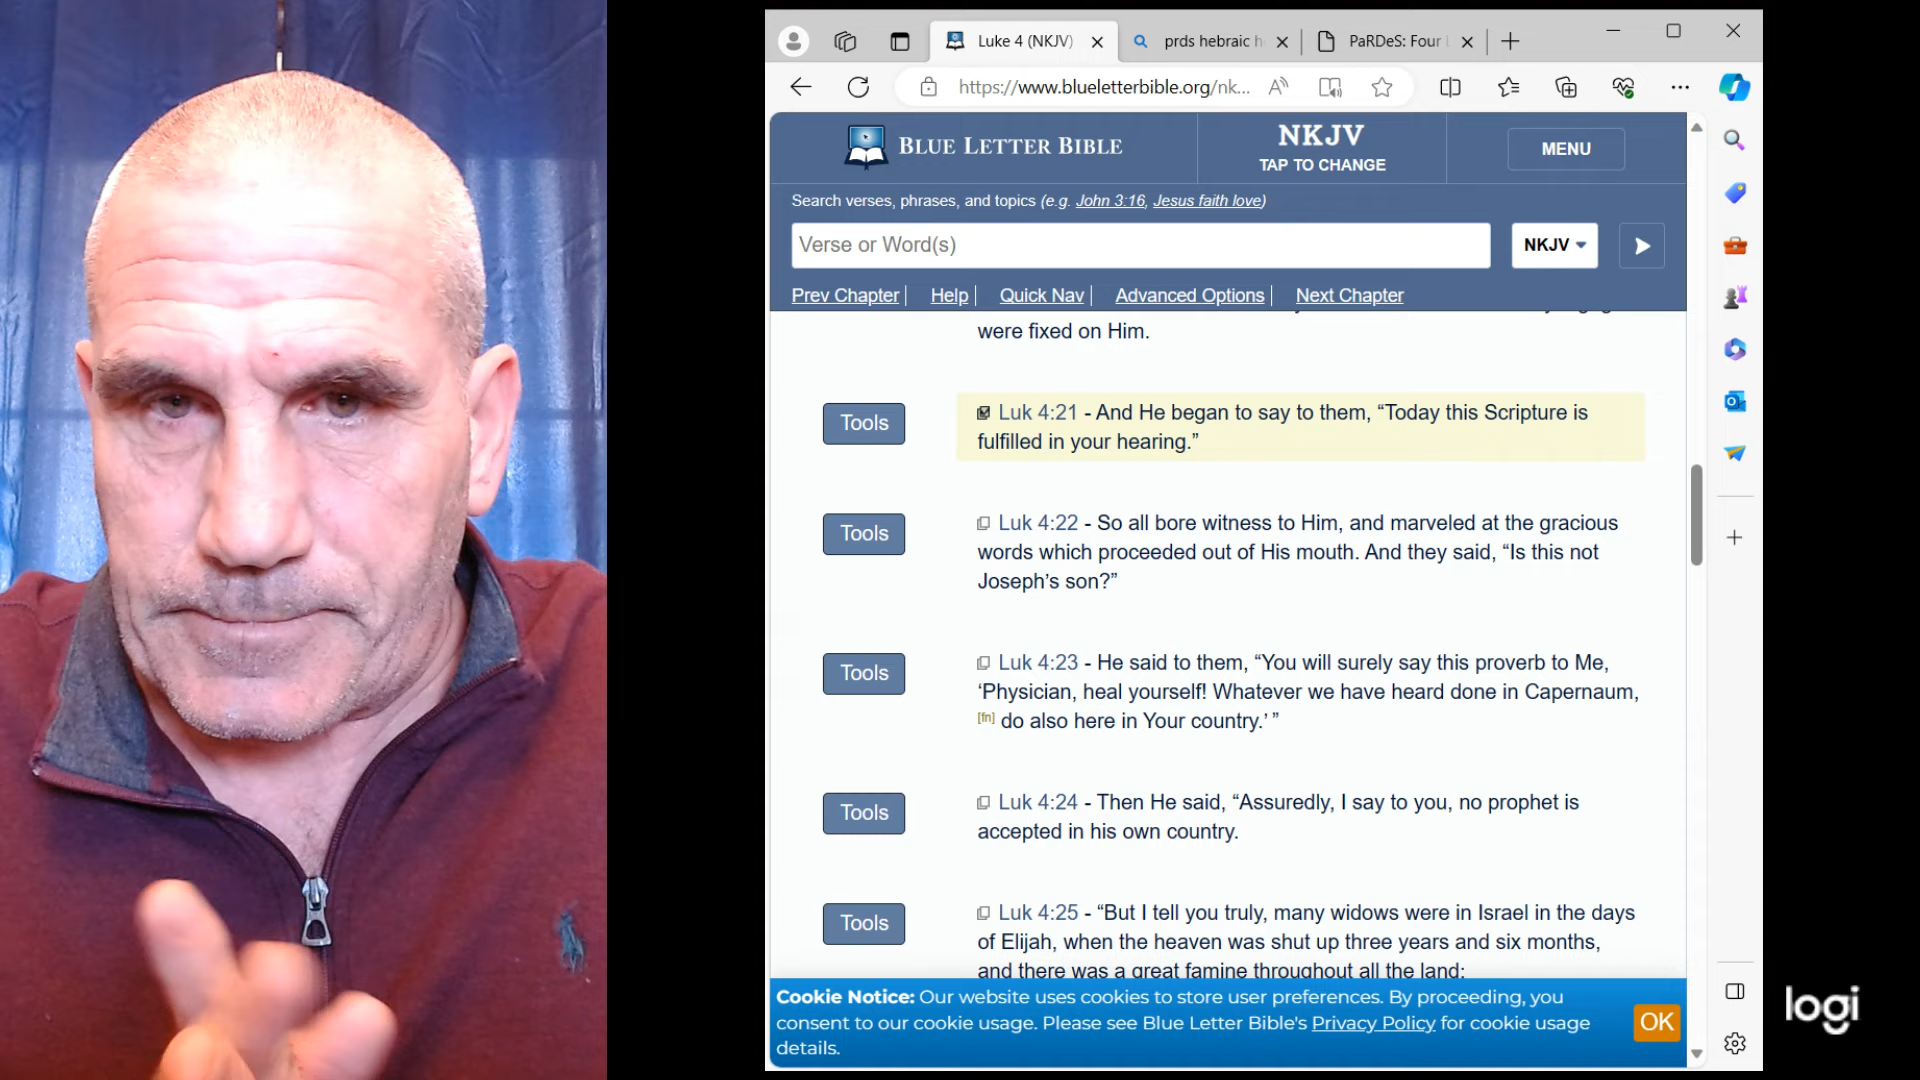 Luke 4 (NKJV)
prds hebraic h
PaRDeS: Four
https://www.blueletterbible.org/nk...
BLUE LETTER BIBLE
NKJV
TAP TO CHANGE
MENU
Search verses, phrases, and topics (e.g. John 3:16, Jesus faith love)
Verse or Word(s)
NKJV
Prev Chapter | Help | Quick Nav | Advanced Options | Next Chapter
were fixed on Him.
Tools
Luk 4:21 - And He began to say to them, “Today this Scripture is
fulfilled in your hearing.”
Tools
Luk 4:22 - So all bore witness to Him, and marveled at the gracious
words which proceeded out of His mouth. And they said, “Is this not
Joseph’s son?”
Tools
Luk 4:23 - He said to them, “You will surely say this proverb to Me,
‘Physician, heal yourself! Whatever we have heard done in Capernaum,
[fn] do also here in Your country.’ ”
Tools
Luk 4:24 - Then He said, “Assuredly, I say to you, no prophet is
accepted in his own country.
Tools
Luk 4:25 - “But I tell you truly, many widows were in Israel in the days
of Elijah, when the heaven was shut up three years and six months,
and there was a great famine throughout all the land:
Cookie Notice: Our website uses cookies to store user preferences. By proceeding, you
consent to our cookie usage. Please see Blue Letter Bible's Privacy Policy for cookie usage
details.
OK
logi